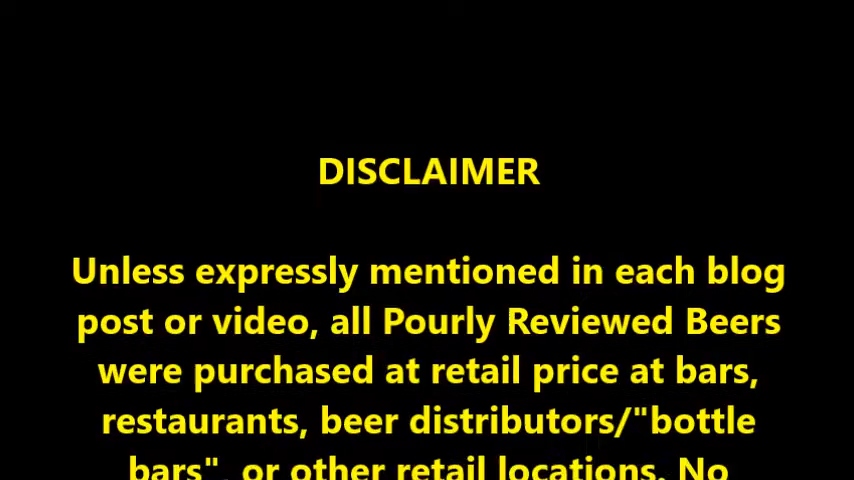 DISCLAIMER
Unless expressly mentioned in each blog
post or video, all Pourly Reviewed Beers
were purchased at retail price at bars,
restaurants, beer distributors/"bottle
bars", or other retail locations. No